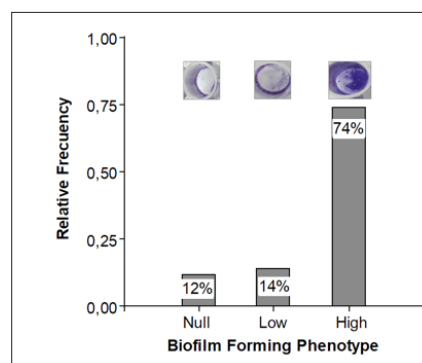 1,00
0,75
0,50
0,25
0,00
Relative Frecuency
12%
14%
74%
Null Low High
Biofilm Forming Phenotype